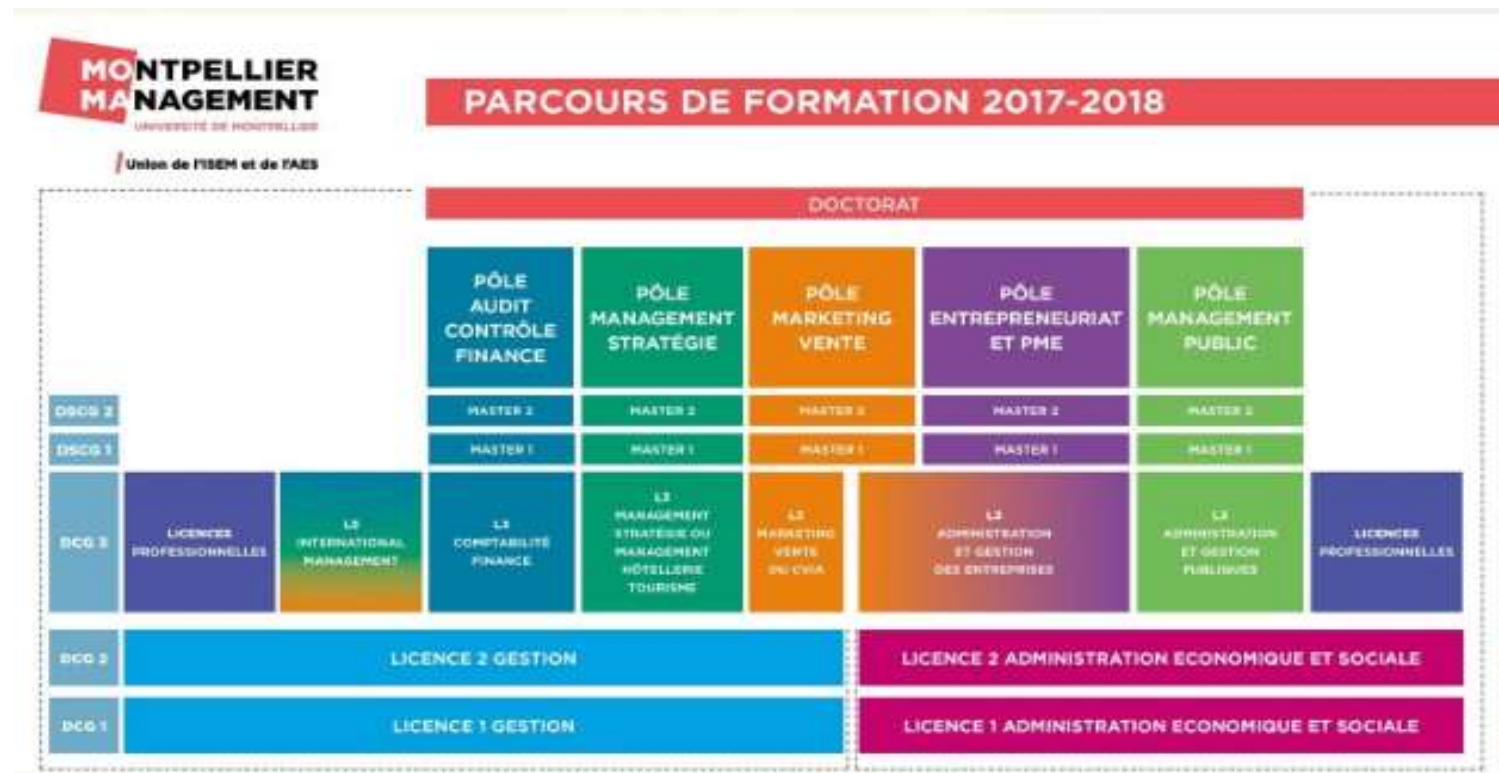 MONTPELLIER
MANAGEMENT
UNIVERSITÉ DE MONTPELLIER
Union de l'ISEM et de l'AES
PARCOURS DE FORMATION 2017-2018
DOCTORAT
PÔLE
AUDIT
CONTRÔLE
FINANCE
PÔLE
MANAGEMENT
STRATÉGIE
PÔLE
MARKETING
VENTE
PÔLE
ENTREPRENEURIAT
ET PME
PÔLE
MANAGEMENT
PUBLIC
DSCG 2
MASTER 2
MASTER 2
MASTER 2
MASTER 2
MASTER 2
DSCG 1
MASTER 1
MASTER 1
MASTER 1
MASTER 1
MASTER 1
DCG 3
LICENCES
PROFESSIONNELLES
L3
INTERNATIONAL
MANAGEMENT
L3
COMPTABILITÉ
FINANCE
L3
MANAGEMENT
STRATÉGIE OU
MANAGEMENT
HÔTELLERIE
TOURISME
L3
MARKETING
VENTE
OU CVIA
L3
ADMINISTRATION
ET GESTION
DES ENTREPRISES
L3
ADMINISTRATION
ET GESTION
PUBLIQUES
LICENCES
PROFESSIONNELLES
DCG 2
LICENCE 2 GESTION
LICENCE 2 ADMINISTRATION ECONOMIQUE ET SOCIALE
DCG 1
LICENCE 1 GESTION
LICENCE 1 ADMINISTRATION ECONOMIQUE ET SOCIALE